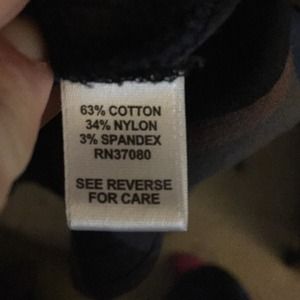 63% COTTON
34% NYLON
3% SPANDEX
RN37080
SEE REVERSE
FOR CARE